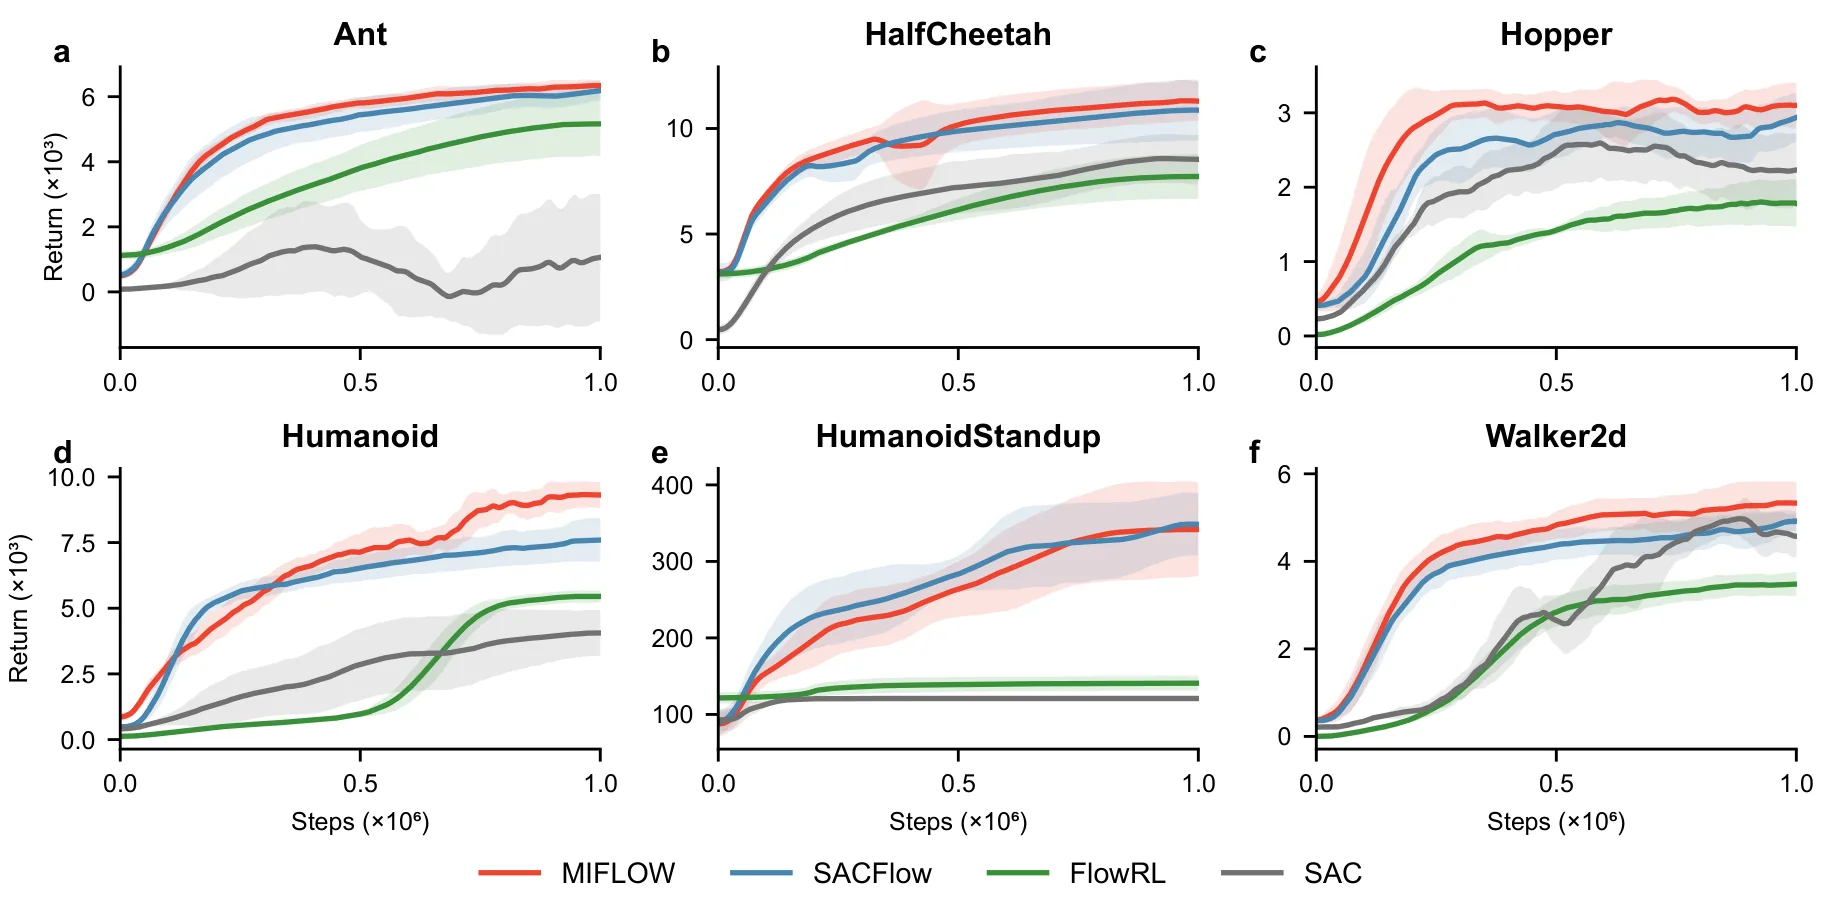 a
Ant
Return (×10³)
6
4
2
0
0.0 0.5 1.0
b
HalfCheetah
10
5
0
0.0 0.5 1.0
c
Hopper
3
2
1
0
0.0 0.5 1.0
d
Humanoid
Return (×10³)
10.0
7.5
5.0
2.5
0.0
0.0 0.5 1.0
Steps (×10⁶)
e
HumanoidStandup
400
300
200
100
0.0 0.5 1.0
Steps (×10⁶)
f
Walker2d
6
4
2
0
0.0 0.5 1.0
Steps (×10⁶)
MIFLOW SACFlow FlowRL SAC